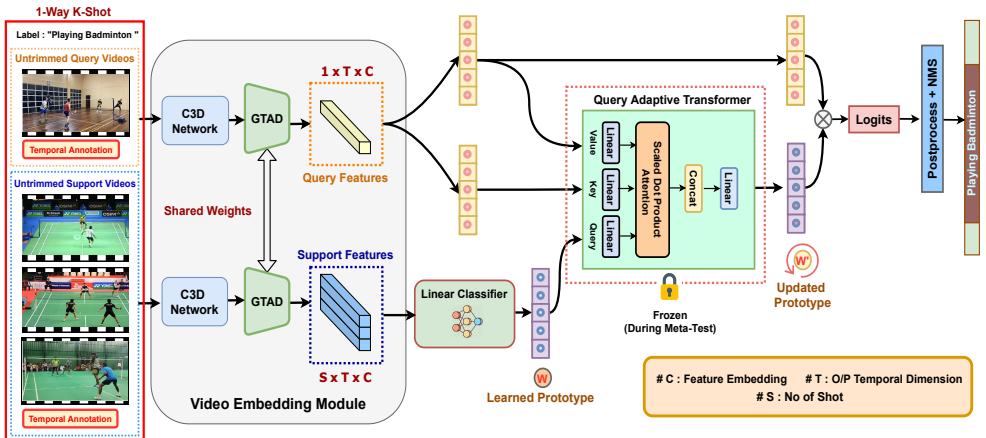 1-Way K-Shot
Label : "Playing Badminton "
Untrimmed Query Videos
Temporal Annotation
Untrimmed Support Videos
Temporal Annotation
C3D
Network
GTAD
1 x T x C
Query Features
Shared Weights
Support Features
C3D
Network
GTAD
S x T x C
Video Embedding Module
Linear Classifier
W
Learned Prototype
Query Adaptive Transformer
Value
Linear
Key
Linear
Query
Linear
Scaled Dot Product
Attention
Concat
Linear
Frozen
(During Meta-Test)
W'
Updated
Prototype
Logits
Postprocess + NMS
Playing Badminton
# C : Feature Embedding # T : O/P Temporal Dimension
# S : No of Shot